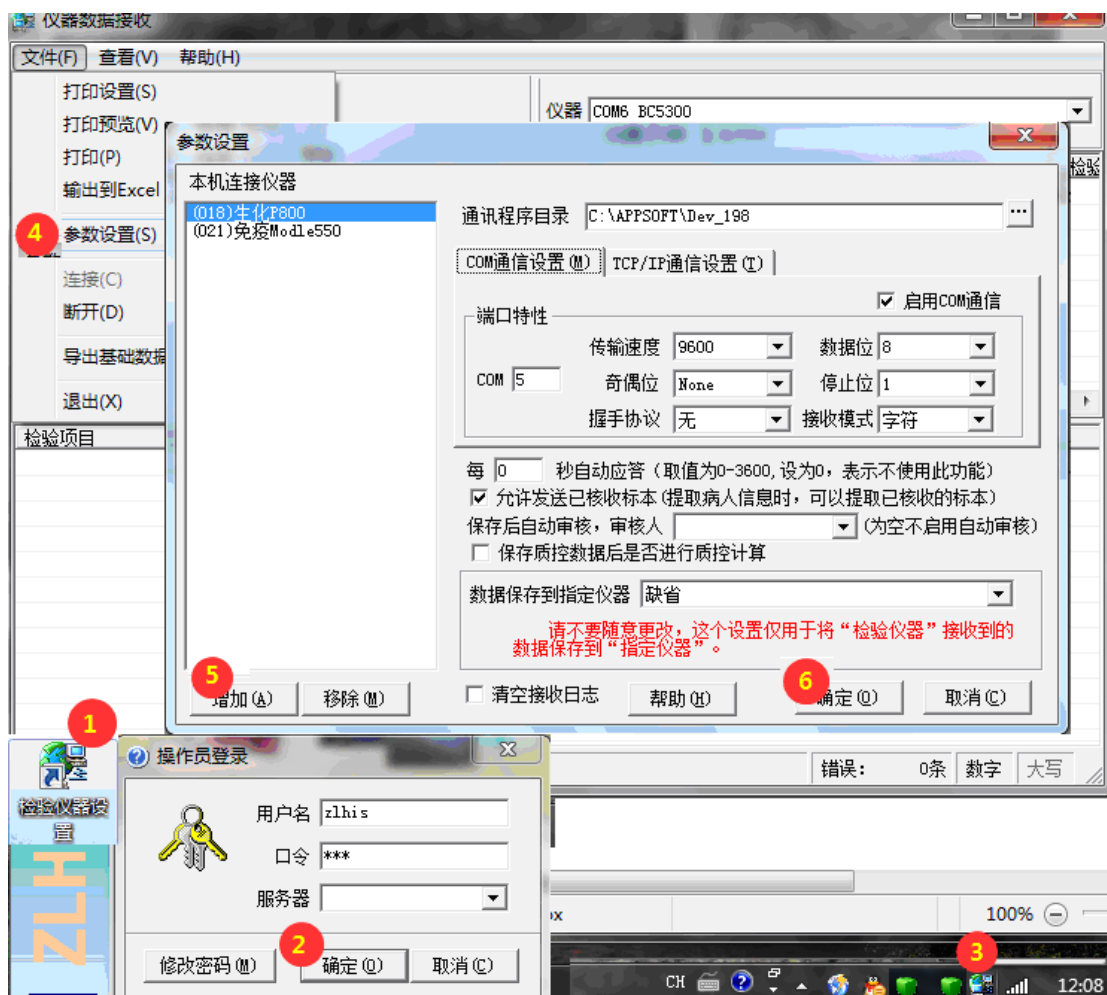 仪器数据接收
文件(F) 查看(V) 帮助(H)
打印设置(S)
打印预览(V)
打印(P)
输出到Excel
4
参数设置(S)
连接(C)
断开(D)
导出基础数据
退出(X)
检验项目
仪器 COM6 BC5300
检验
参数设置
本机连接仪器
(018)生化P800
(021)免疫Modle550
通讯程序目录 C:\APPSOFT\Dev_198 ...
COM通信设置(M) TCP/IP通信设置(T)
启用COM通信
端口特性
传输速度 9600 数据位 8
COM 5 奇偶位 None 停止位 1
握手协议 无 接收模式 字符
每 0 秒自动应答(取值为0-3600,设为0，表示不使用此功能)
允许发送已核收标本(提取病人信息时，可以提取已核收的标本)
保存后自动审核，审核人 (为空不启用自动审核)
保存质控数据后是否进行质控计算
数据保存到指定仪器 缺省
请不要随意更改，这个设置仅用于将“检验仪器”接收到的
数据保存到“指定仪器”。
5
6
增加(A) 移除(M) 清空接收日志 帮助(H) 确定(O) 取消(C)
错误： 0条 数字 大写
1
检验仪器设
置
ZLH
操作员登录
用户名 zlhis
口令 ***
服务器
2
修改密码(M) 确定(O) 取消(C)
100%
3
CH 12:08